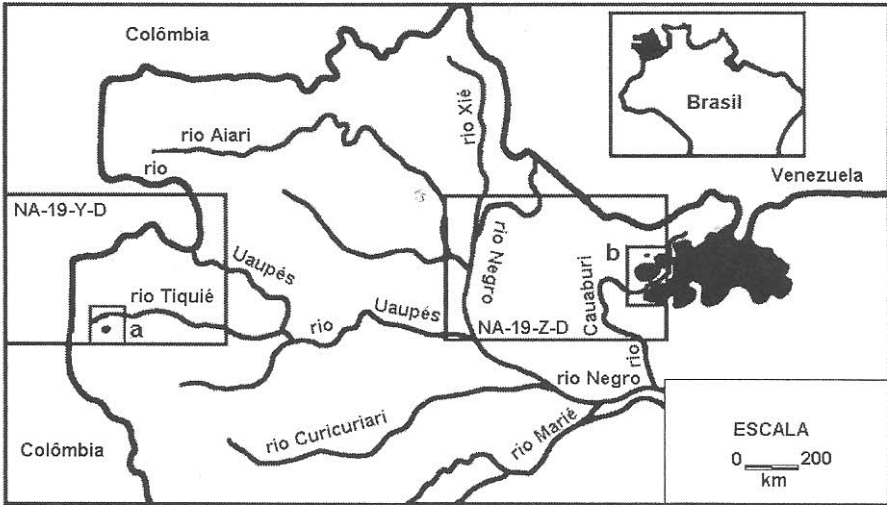 Colômbia
Brasil
rio Xié
rio Aiari
rio
Venezuela
NA-19-Y-D
rio Negro
b
Uaupés
rio Tiquié
a
Uaupés
rio
Cauaburi
NA-19-Z-D
rio
rio Negro
rio Curicuriari
rio Marié
Colômbia
ESCALA
0 200
km